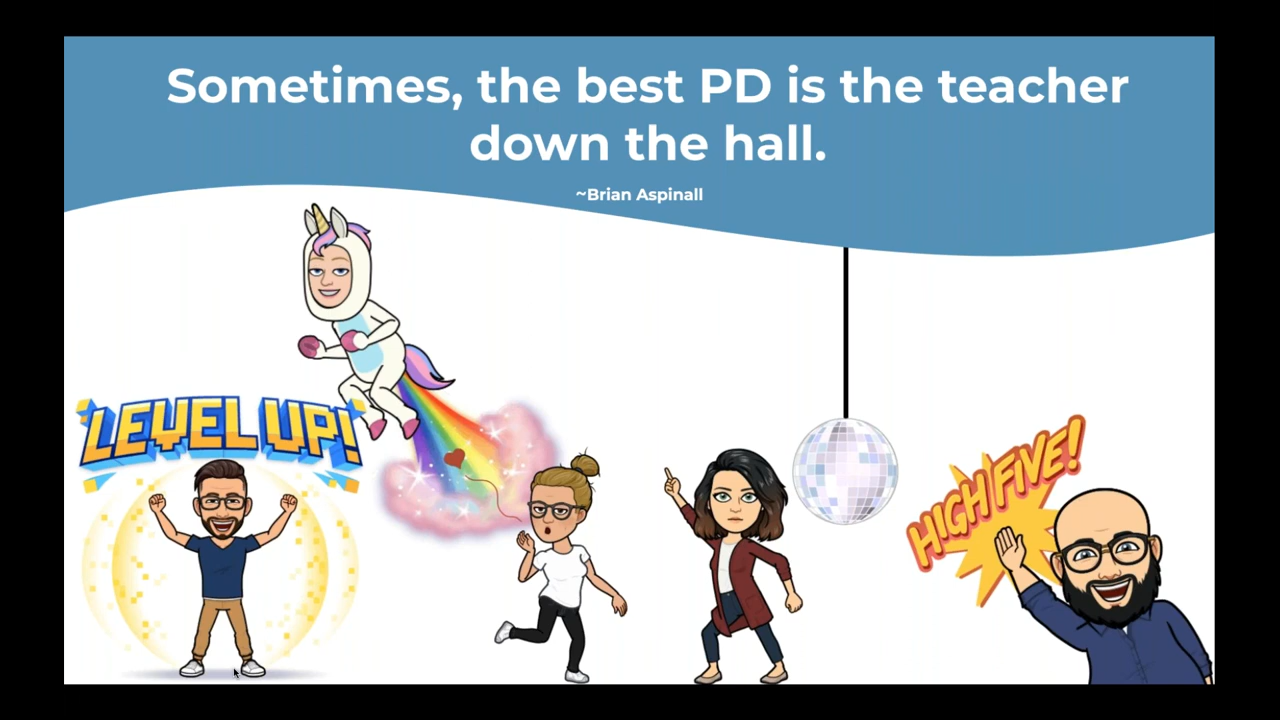 Sometimes, the best PD is the teacher
down the hall.
~Brian Aspinall
LEVEL UP!
HIGH FIVE!